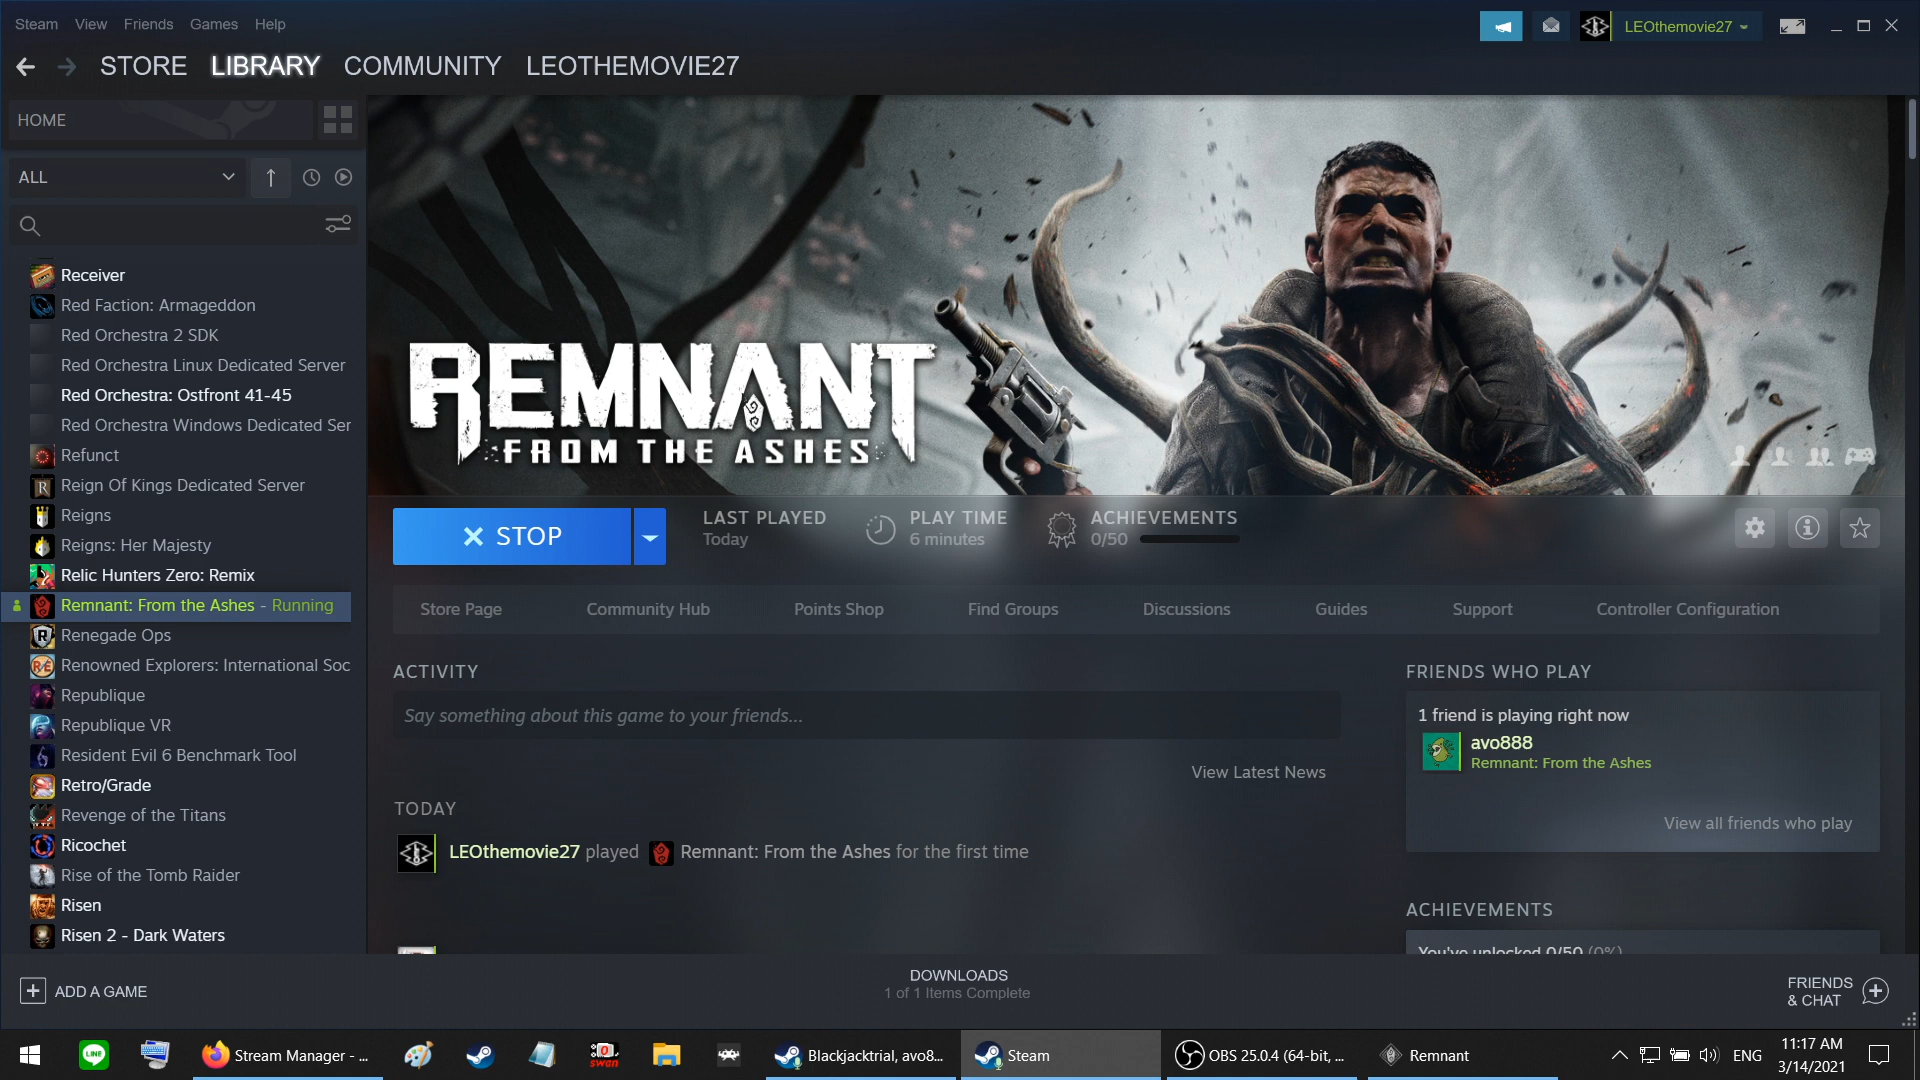 Steam View Friends Games Help
LEOthemovie27
STORE LIBRARY COMMUNITY LEOTHEMOVIE27
HOME
ALL
Receiver
Red Faction: Armageddon
Red Orchestra 2 SDK
Red Orchestra Linux Dedicated Server
Red Orchestra: Ostfront 41-45
Red Orchestra Windows Dedicated Ser
Refunct
Reign Of Kings Dedicated Server
Reigns
Reigns: Her Majesty
Relic Hunters Zero: Remix
Remnant: From the Ashes - Running
Renegade Ops
Renowned Explorers: International Soc
Republique
Republique VR
Resident Evil 6 Benchmark Tool
Retro/Grade
Revenge of the Titans
Ricochet
Rise of the Tomb Raider
Risen
Risen 2 - Dark Waters
REMNANT
FROM THE ASHES
STOP
LAST PLAYED
Today
PLAY TIME
6 minutes
ACHIEVEMENTS
0/50
Store Page Community Hub Points Shop Find Groups Discussions Guides Support Controller Configuration
ACTIVITY
Say something about this game to your friends...
View Latest News
TODAY
LEOthemovie27 played Remnant: From the Ashes for the first time
FRIENDS WHO PLAY
1 friend is playing right now
avo888
Remnant: From the Ashes
View all friends who play
ACHIEVEMENTS
You've unlocked 0/50 (0%)
ADD A GAME
DOWNLOADS
1 of 1 Items Complete
FRIENDS
& CHAT
LINE
Stream Manager - ...
swan
Blackjacktrial, avo8...
Steam
OBS 25.0.4 (64-bit, ...
Remnant
ENG
11:17 AM
3/14/2021